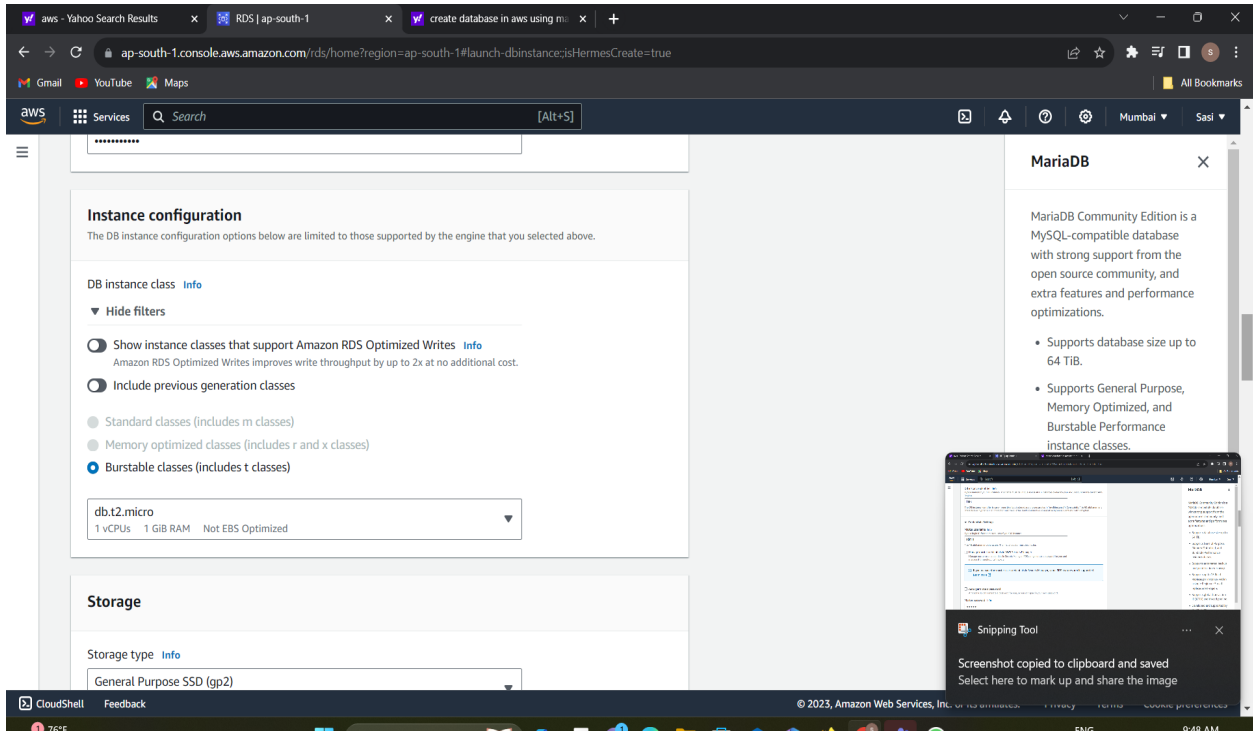 aws - Yahoo Search Results
RDS | ap-south-1
create database in aws using ma
ap-south-1.console.aws.amazon.com/rds/home?region=ap-south-1#launch-dbinstance:;isHermesCreate=true
S
Gmail
YouTube
Maps
All Bookmarks
aws
Services
Search
[Alt+S]
Mumbai ▼
Sasi ▼
•••••••••••
Instance configuration
The DB instance configuration options below are limited to those supported by the engine that you selected above.
DB instance class Info
▼ Hide filters
Show instance classes that support Amazon RDS Optimized Writes Info
Amazon RDS Optimized Writes improves write throughput by up to 2x at no additional cost.
Include previous generation classes
Standard classes (includes m classes)
Memory optimized classes (includes r and x classes)
Burstable classes (includes t classes)
db.t2.micro
1 vCPUs 1 GiB RAM Not EBS Optimized
Storage
Storage type Info
General Purpose SSD (gp2)
MariaDB
MariaDB Community Edition is a
MySQL-compatible database
with strong support from the
open source community, and
extra features and performance
optimizations.
• Supports database size up to
64 TiB.
• Supports General Purpose,
Memory Optimized, and
Burstable Performance
instance classes.
Snipping Tool
Screenshot copied to clipboard and saved
Select here to mark up and share the image
CloudShell
Feedback
© 2023, Amazon Web Services, Inc. or its affiliates.
Privacy
Terms
Cookie preferences
1
76°F
ENG
9:48 AM